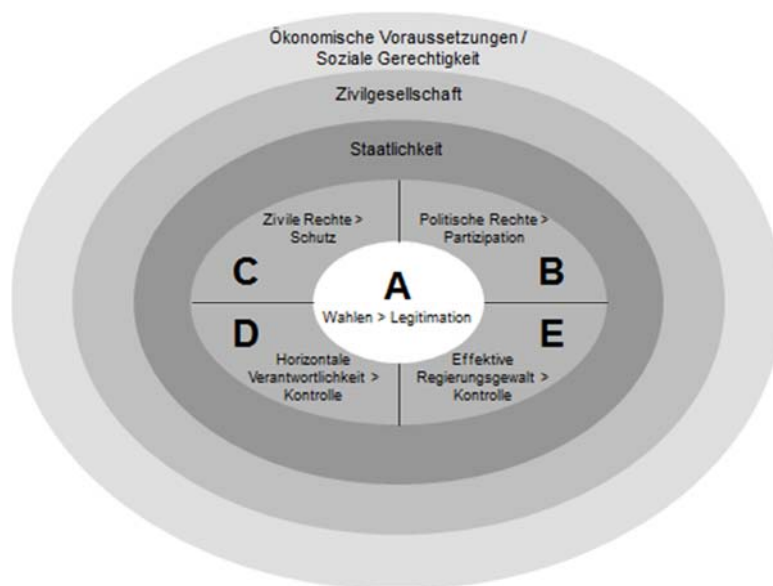 Ökonomische Voraussetzungen /
Soziale Gerechtigkeit
Zivilgesellschaft
Staatlichkeit
Zivile Rechte >
Schutz
C
Politische Rechte >
Partizipation
B
A
Wahlen > Legitimation
D
Horizontale
Verantwortlichkeit >
Kontrolle
E
Effektive
Regierungsgewalt >
Kontrolle